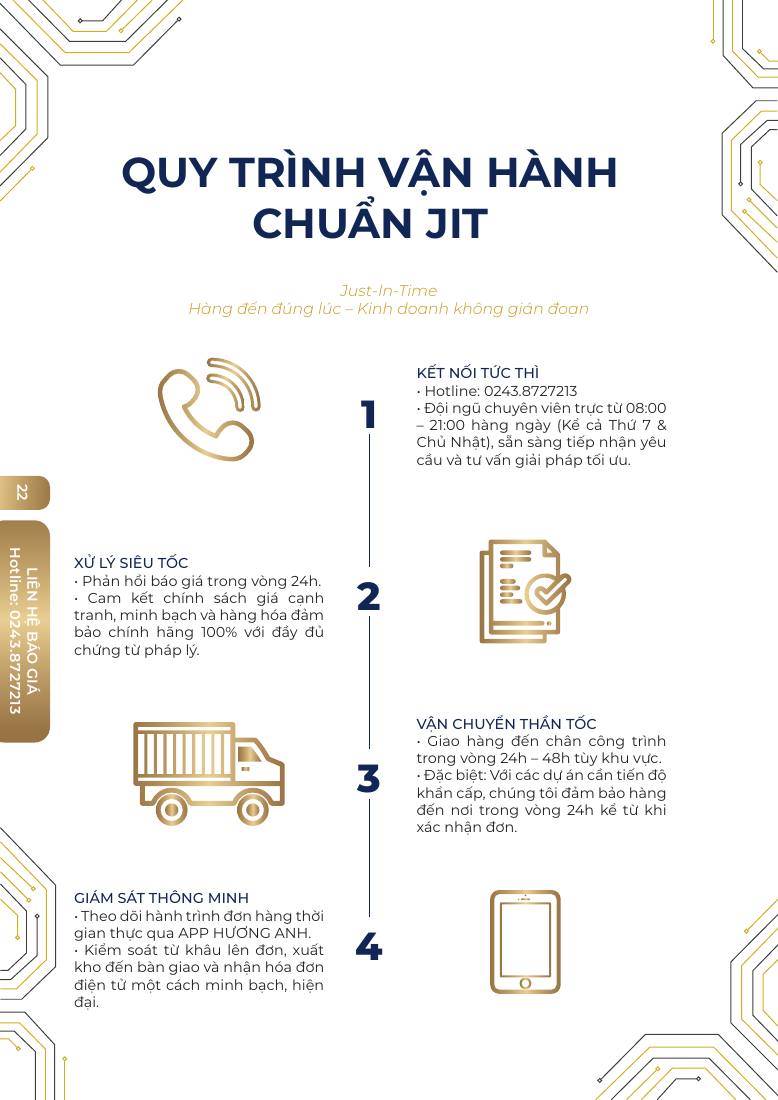 QUY TRÌNH VẬN HÀNH
CHUẨN JIT
Just-In-Time
Hàng đến đúng lúc – Kinh doanh không gián đoạn
1
KẾT NỐI TỨC THÌ
• Hotline: 0243.8727213
• Đội ngũ chuyên viên trực từ 08:00
– 21:00 hàng ngày (Kể cả Thứ 7 &
Chủ Nhật), sẵn sàng tiếp nhận yêu
cầu và tư vấn giải pháp tối ưu.
22
LIÊN HỆ BÁO GIÁ
Hotline: 0243.8727213
XỬ LÝ SIÊU TỐC
• Phản hồi báo giá trong vòng 24h.
• Cam kết chính sách giá cạnh
tranh, minh bạch và hàng hóa đảm
bảo chính hãng 100% với đầy đủ
chứng từ pháp lý.
2
3
VẬN CHUYỂN THẦN TỐC
• Giao hàng đến chân công trình
trong vòng 24h – 48h tùy khu vực.
• Đặc biệt: Với các dự án cần tiến độ
khẩn cấp, chúng tôi đảm bảo hàng
đến nơi trong vòng 24h kể từ khi
xác nhận đơn.
GIÁM SÁT THÔNG MINH
• Theo dõi hành trình đơn hàng thời
gian thực qua APP HƯƠNG ANH.
• Kiểm soát từ khâu lên đơn, xuất
kho đến bàn giao và nhận hóa đơn
điện tử một cách minh bạch, hiện
đại.
4